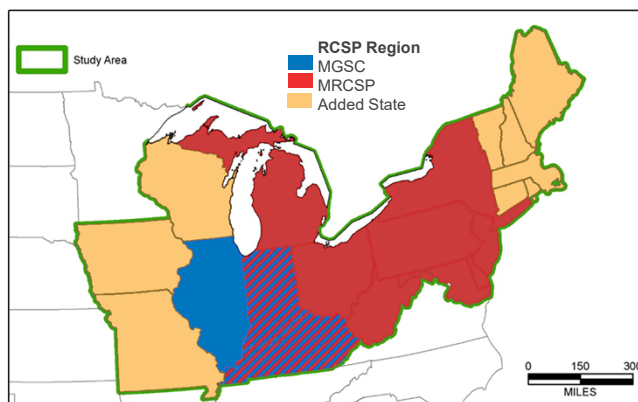 Study Area
RCSP Region
MGSC
MRCSP
Added State
0 150 300
MILES